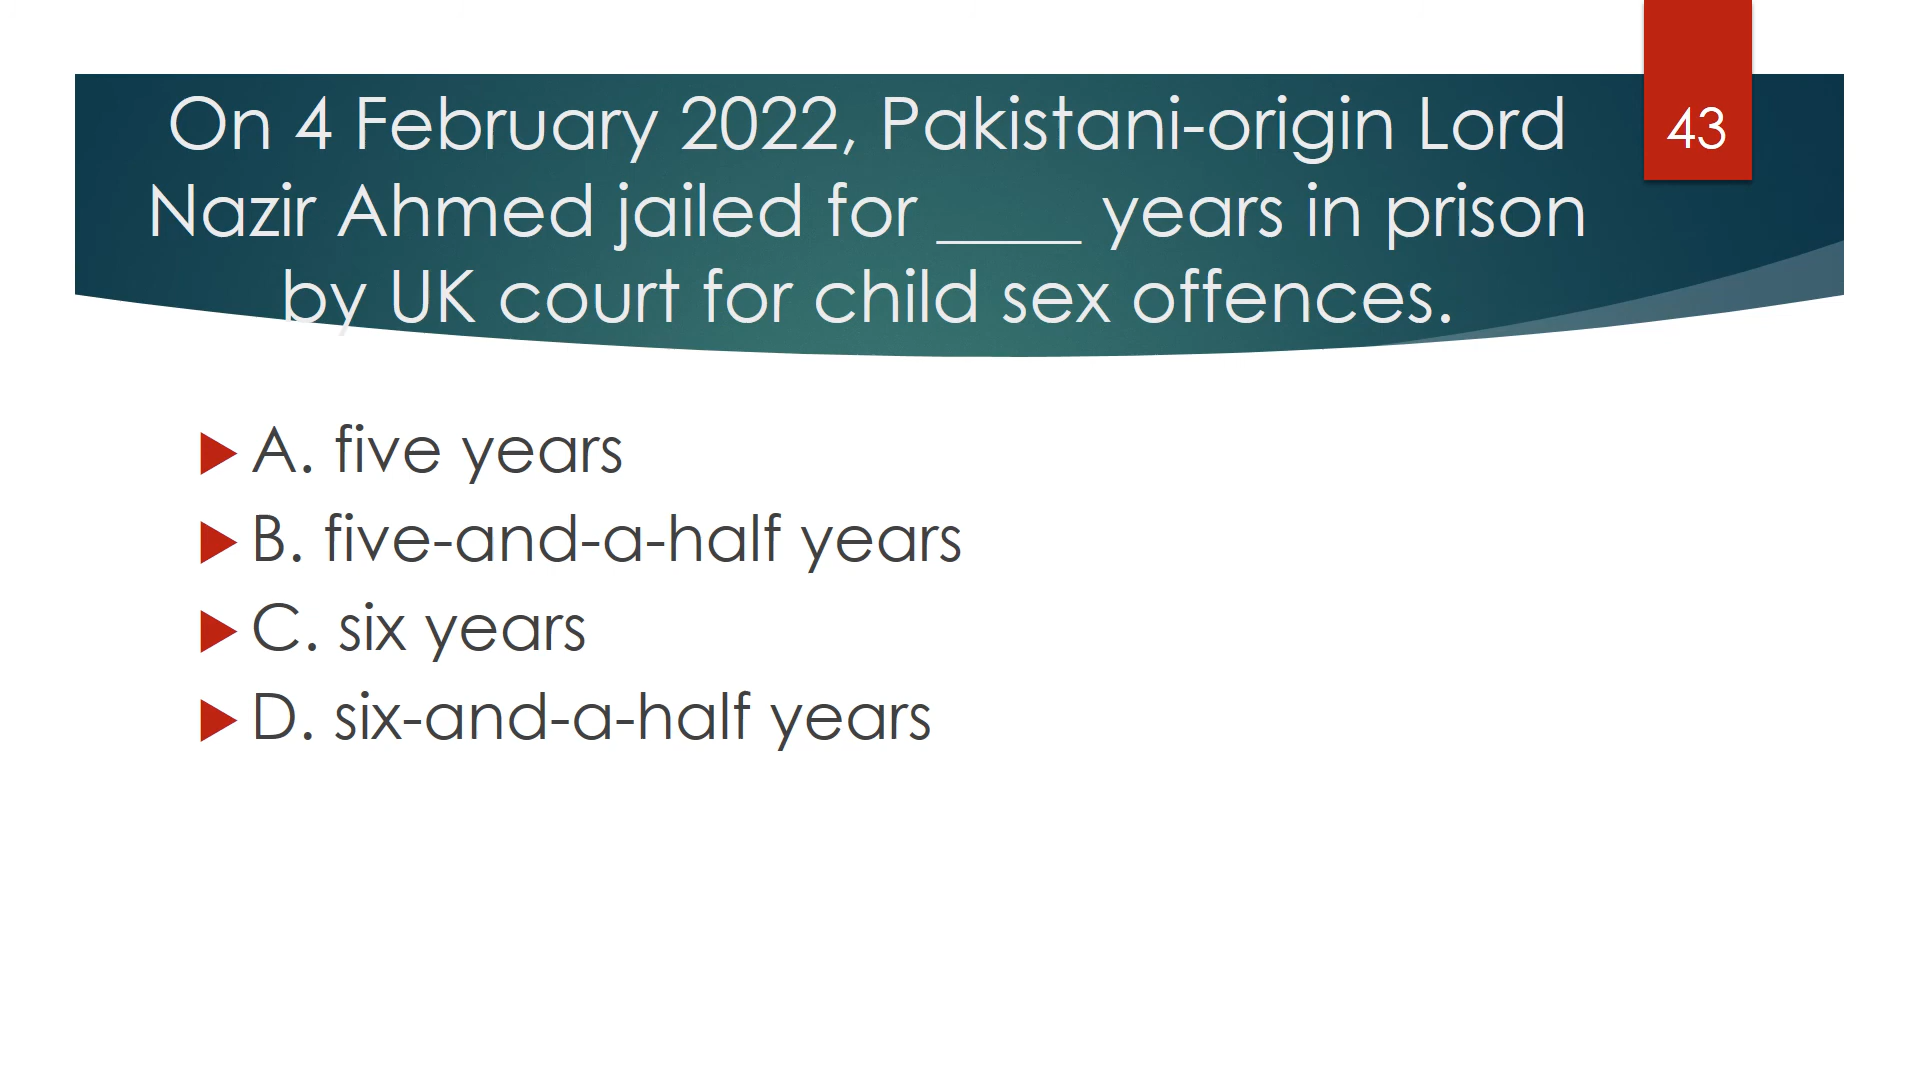 On 4 February 2022, Pakistani-origin Lord
43
Nazir Ahmed jailed for ____ years in prison
by UK court for child sex offences.
A. five years
B. five-and-a-half years
C. six years
D. six-and-a-half years